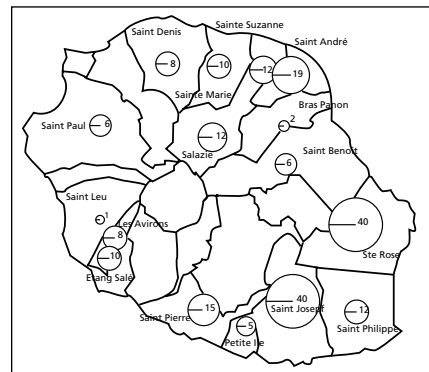 Saint Denis
Sainte Suzanne
Saint André
8
10
12
19
Sainte Marie
Bras Panon
Saint Paul
6
2
12
Salazie
Saint Benoit
6
Saint Leu
1
Les Avirons
8
40
10
Ste Rose
Etang Salé
40
Saint Pierre
15
Saint Josepf
12
5
Saint Philippe
Petite Ile